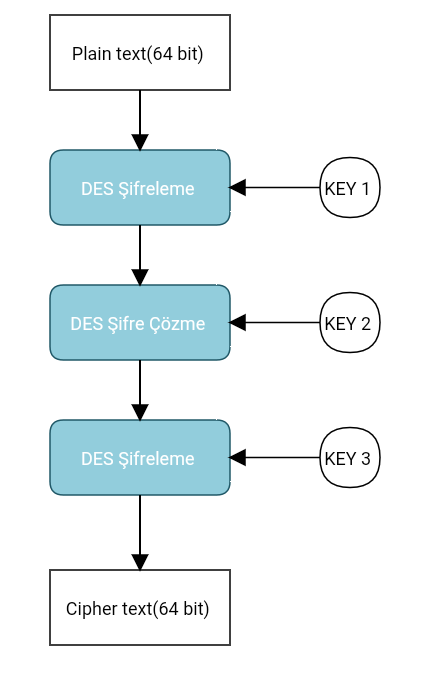 Plain text(64 bit)
DES Şifreleme
KEY 1
DES Şifre Çözme
KEY 2
DES Şifreleme
KEY 3
Cipher text(64 bit)